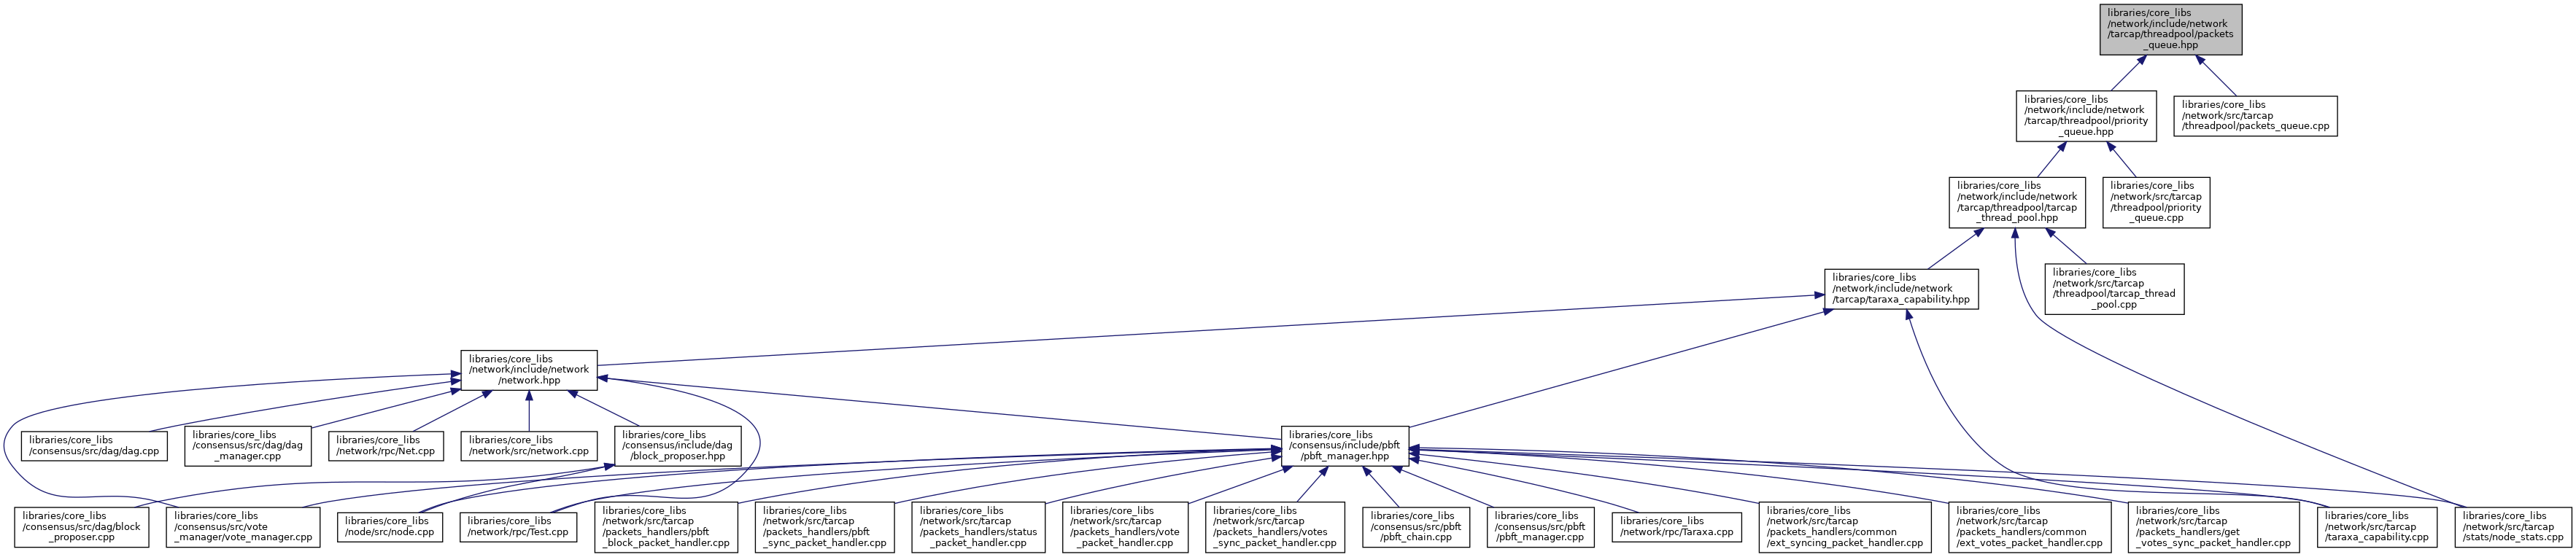 libraries/core_libs
/network/include/network
/tarcap/threadpool/packets
_queue.hpp
libraries/core_libs
/network/include/network
/tarcap/threadpool/priority
_queue.hpp
libraries/core_libs
/network/src/tarcap
/threadpool/packets_queue.cpp
libraries/core_libs
/network/include/network
/tarcap/threadpool/tarcap
_thread_pool.hpp
libraries/core_libs
/network/src/tarcap
/threadpool/priority
_queue.cpp
libraries/core_libs
/network/include/network
/tarcap/taraxa_capability.hpp
libraries/core_libs
/network/src/tarcap
/threadpool/tarcap_thread
_pool.cpp
libraries/core_libs
/network/include/network
/network.hpp
libraries/core_libs
/consensus/src/dag/dag.cpp
libraries/core_libs
/consensus/src/dag/dag
_manager.cpp
libraries/core_libs
/network/rpc/Net.cpp
libraries/core_libs
/network/src/network.cpp
libraries/core_libs
/consensus/include/dag
/block_proposer.hpp
libraries/core_libs
/consensus/include/pbft
/pbft_manager.hpp
libraries/core_libs
/consensus/src/dag/block
_proposer.cpp
libraries/core_libs
/consensus/src/vote
_manager/vote_manager.cpp
libraries/core_libs
/node/src/node.cpp
libraries/core_libs
/network/rpc/Test.cpp
libraries/core_libs
/network/src/tarcap
/packets_handlers/pbft
_block_packet_handler.cpp
libraries/core_libs
/network/src/tarcap
/packets_handlers/pbft
_sync_packet_handler.cpp
libraries/core_libs
/network/src/tarcap
/packets_handlers/status
_packet_handler.cpp
libraries/core_libs
/network/src/tarcap
/packets_handlers/vote
_packet_handler.cpp
libraries/core_libs
/network/src/tarcap
/packets_handlers/votes
_sync_packet_handler.cpp
libraries/core_libs
/consensus/src/pbft
/pbft_chain.cpp
libraries/core_libs
/consensus/src/pbft
/pbft_manager.cpp
libraries/core_libs
/network/rpc/Taraxa.cpp
libraries/core_libs
/network/src/tarcap
/packets_handlers/common
/ext_syncing_packet_handler.cpp
libraries/core_libs
/network/src/tarcap
/packets_handlers/common
/ext_votes_packet_handler.cpp
libraries/core_libs
/network/src/tarcap
/packets_handlers/get
_votes_sync_packet_handler.cpp
libraries/core_libs
/network/src/tarcap
/taraxa_capability.cpp
libraries/core_libs
/network/src/tarcap
/stats/node_stats.cpp